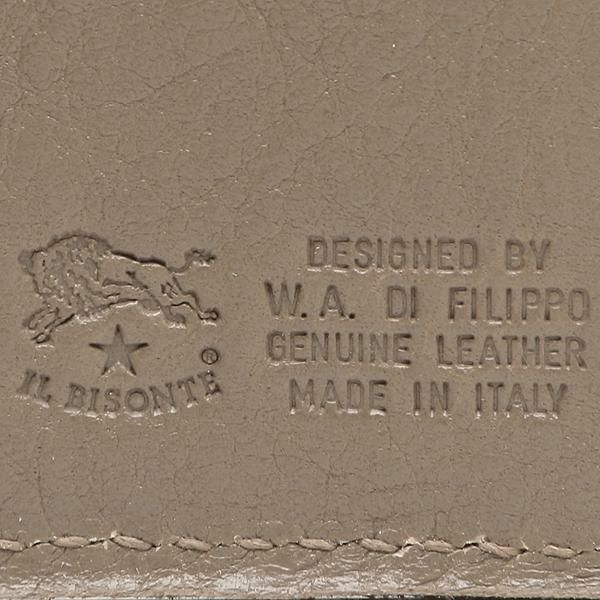 IL BISONTE®
DESIGNED BY
W.A. DI FILIPPO
GENUINE LEATHER
MADE IN ITALY